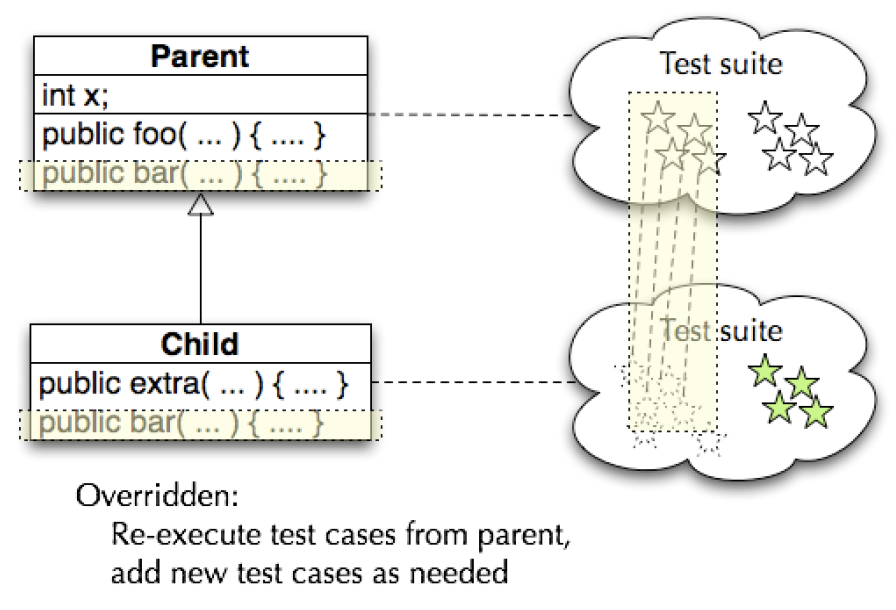 Parent
int x;
public foo( ... ) { .... }
public bar( ... ) { .... }
Test suite
Child
public extra( ... ) { .... }
public bar( ... ) { .... }
Test suite
Overridden:
Re-execute test cases from parent,
add new test cases as needed